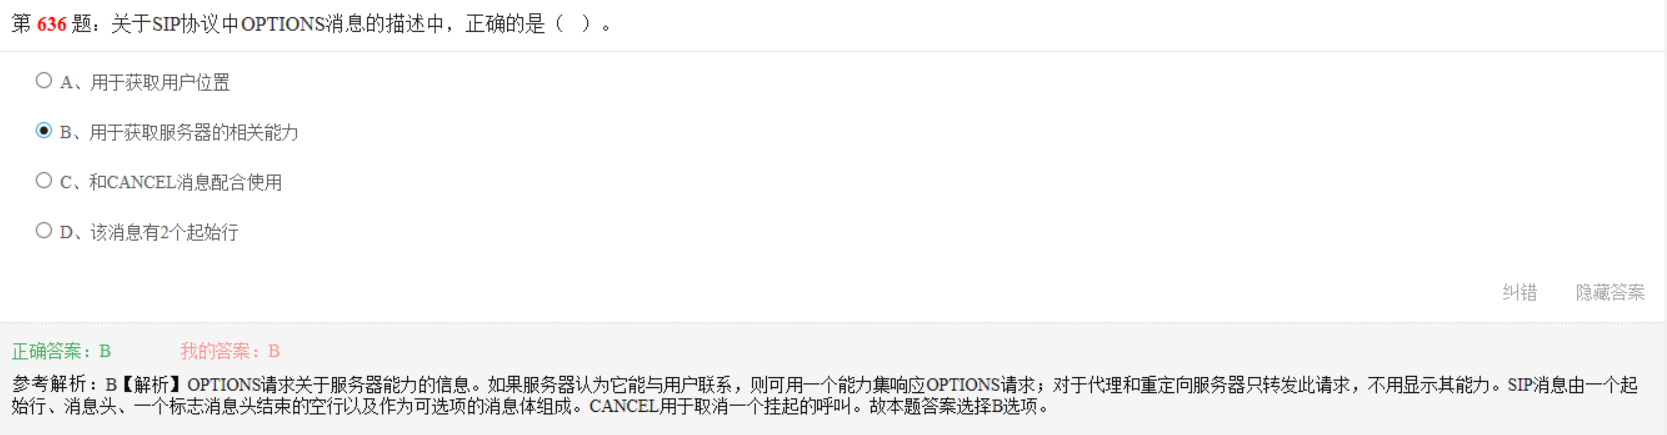 第 636 题：关于SIP协议中OPTIONS消息的描述中，正确的是（　）。
A、用于获取用户位置
B、用于获取服务器的相关能力
C、和CANCEL消息配合使用
D、该消息有2个起始行
纠错 隐藏答案
正确答案：B 我的答案：B
参考解析：B【解析】OPTIONS请求关于服务器能力的信息。如果服务器认为它能与用户联系，则可用一个能力集响应OPTIONS请求；对于代理和重定向服务器只转发此请求，不用显示其能力。SIP消息由一个起
始行、消息头、一个标志消息头结束的空行以及作为可选项的消息体组成。CANCEL用于取消一个挂起的呼叫。故本题答案选择B选项。